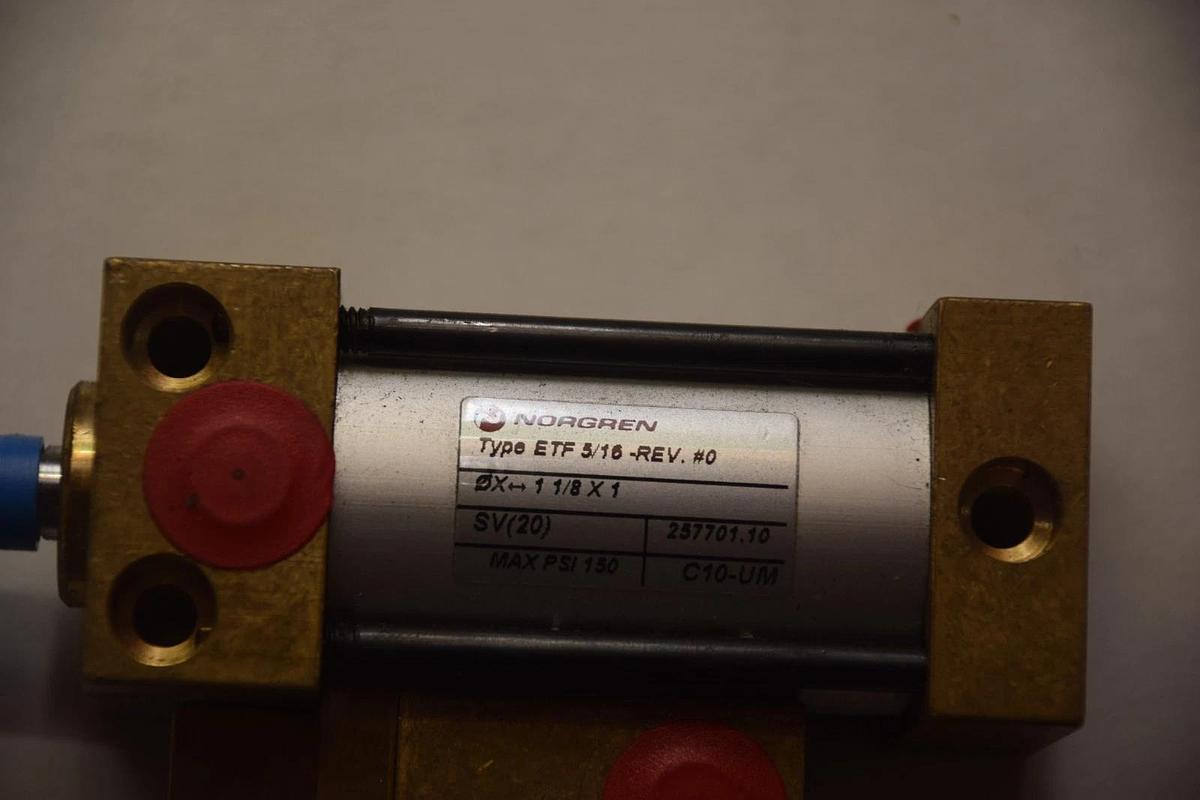 NORGREN
Type ETF 5/16 -REV. #0
ØX↔ 1 1/8 X 1
SV(20) 257701.10
MAX PSI 150 C10-UM